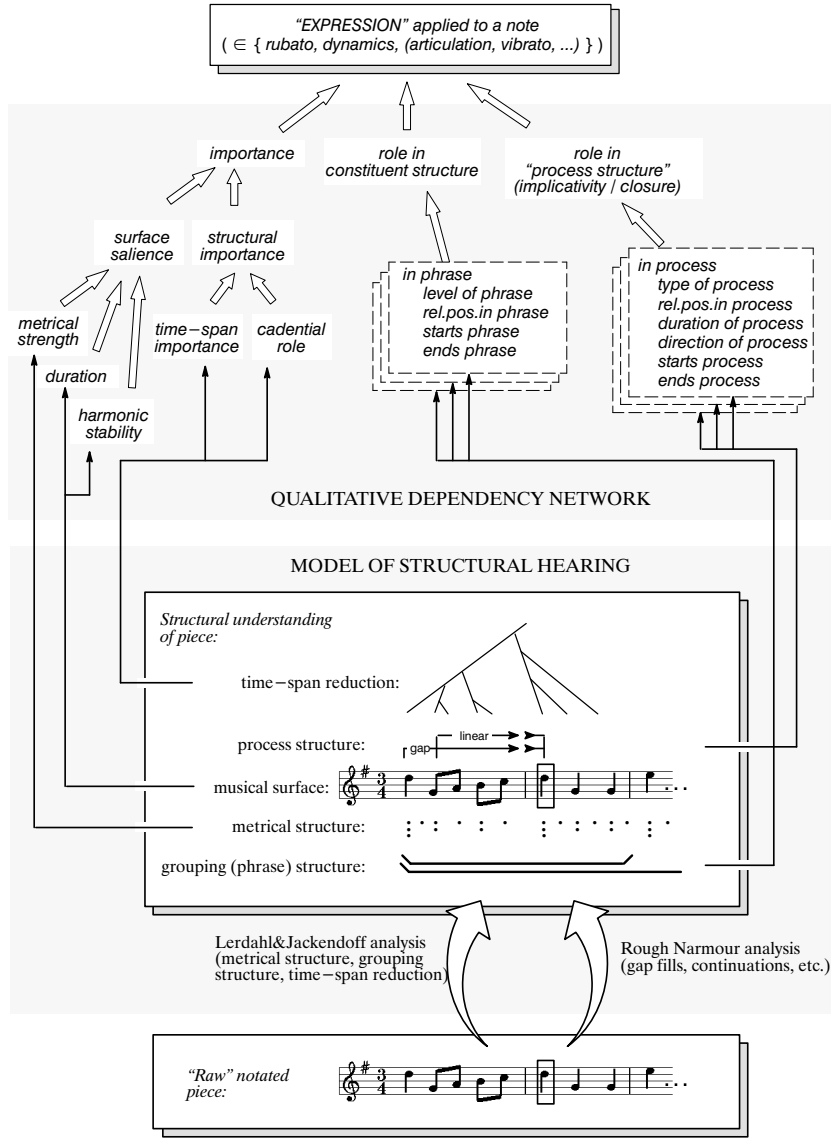 “EXPRESSION” applied to a note
( ∈ { rubato, dynamics, (articulation, vibrato, ...) } )
importance
role in
constituent structure
role in
“process structure”
(implicativity / closure)
surface
salience
structural
importance
in phrase
level of phrase
rel.pos.in phrase
starts phrase
ends phrase
in process
type of process
rel.pos.in process
duration of process
direction of process
starts process
ends process
metrical
strength
time−span
importance
cadential
role
duration
harmonic
stability
QUALITATIVE DEPENDENCY NETWORK
MODEL OF STRUCTURAL HEARING
Structural understanding
of piece:
time−span reduction:
process structure:
gap
linear
musical surface:
3
4
...
metrical structure:
grouping (phrase) structure:
Lerdahl&Jackendoff analysis
(metrical structure, grouping
structure, time−span reduction)
Rough Narmour analysis
(gap fills, continuations, etc.)
“Raw” notated
piece:
3
4
...